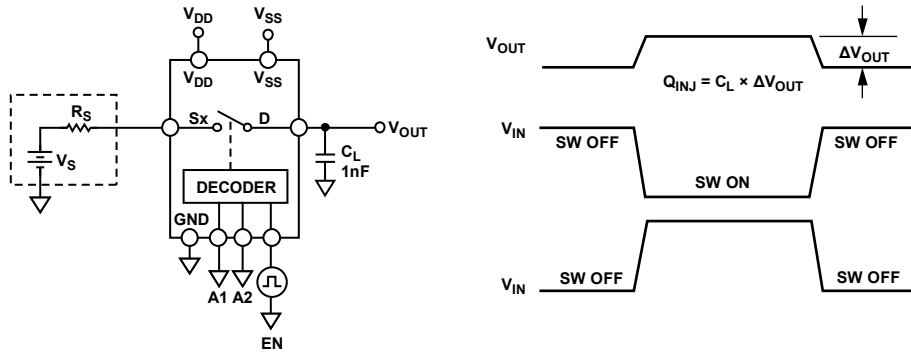 VDD
VSS
VDD
VSS
RS
VS
Sx
D
VOUT
CL
1nF
DECODER
GND
A1
A2
EN
VOUT
ΔVOUT
QINJ = CL × ΔVOUT
VIN
SW OFF
SW OFF
SW ON
VIN
SW OFF
SW OFF